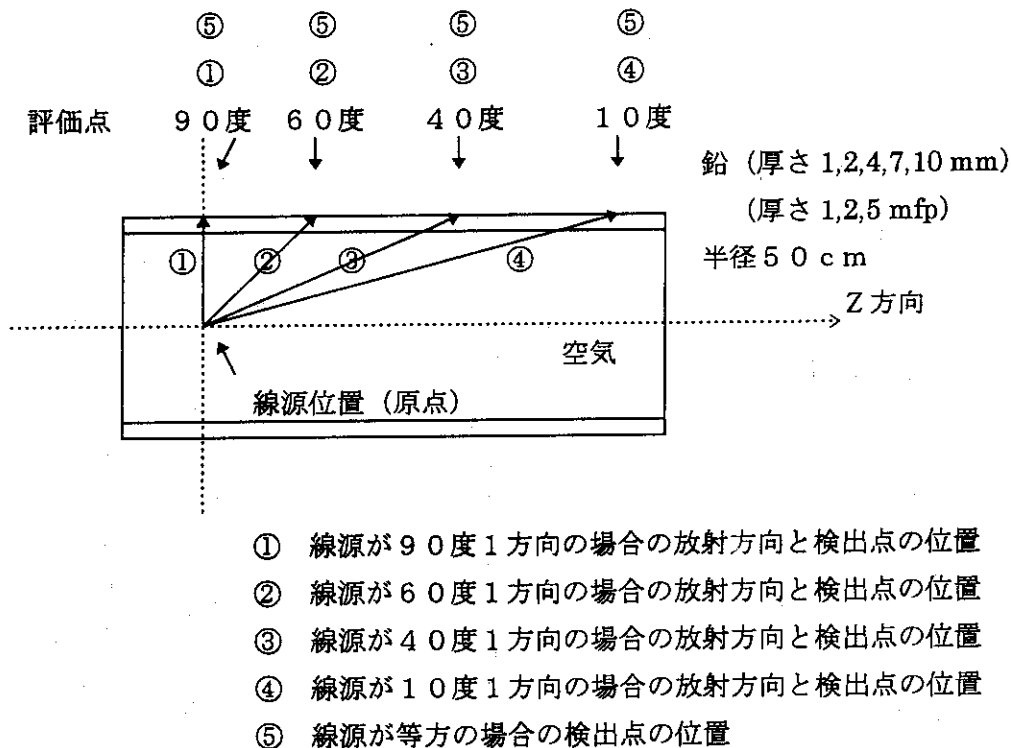 ⑤ ⑤ ⑤ ⑤
① ② ③ ④
評価点 90度 60度 40度 10度
鉛 (厚さ 1,2,4,7,10 mm)
(厚さ 1,2,5 mfp)
① ② ③ ④
半径50cm
Z 方向
空気
線源位置 (原点)
① 線源が90度1方向の場合の放射方向と検出点の位置
② 線源が60度1方向の場合の放射方向と検出点の位置
③ 線源が40度1方向の場合の放射方向と検出点の位置
④ 線源が10度1方向の場合の放射方向と検出点の位置
⑤ 線源が等方の場合の検出点の位置